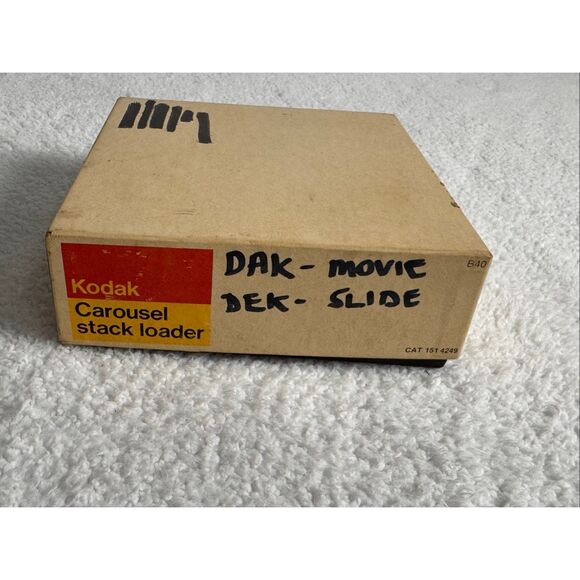 Kodak
Carousel
stack loader
DAK - MOVIE
DEK - SLIDE
B40
CAT 151 4249